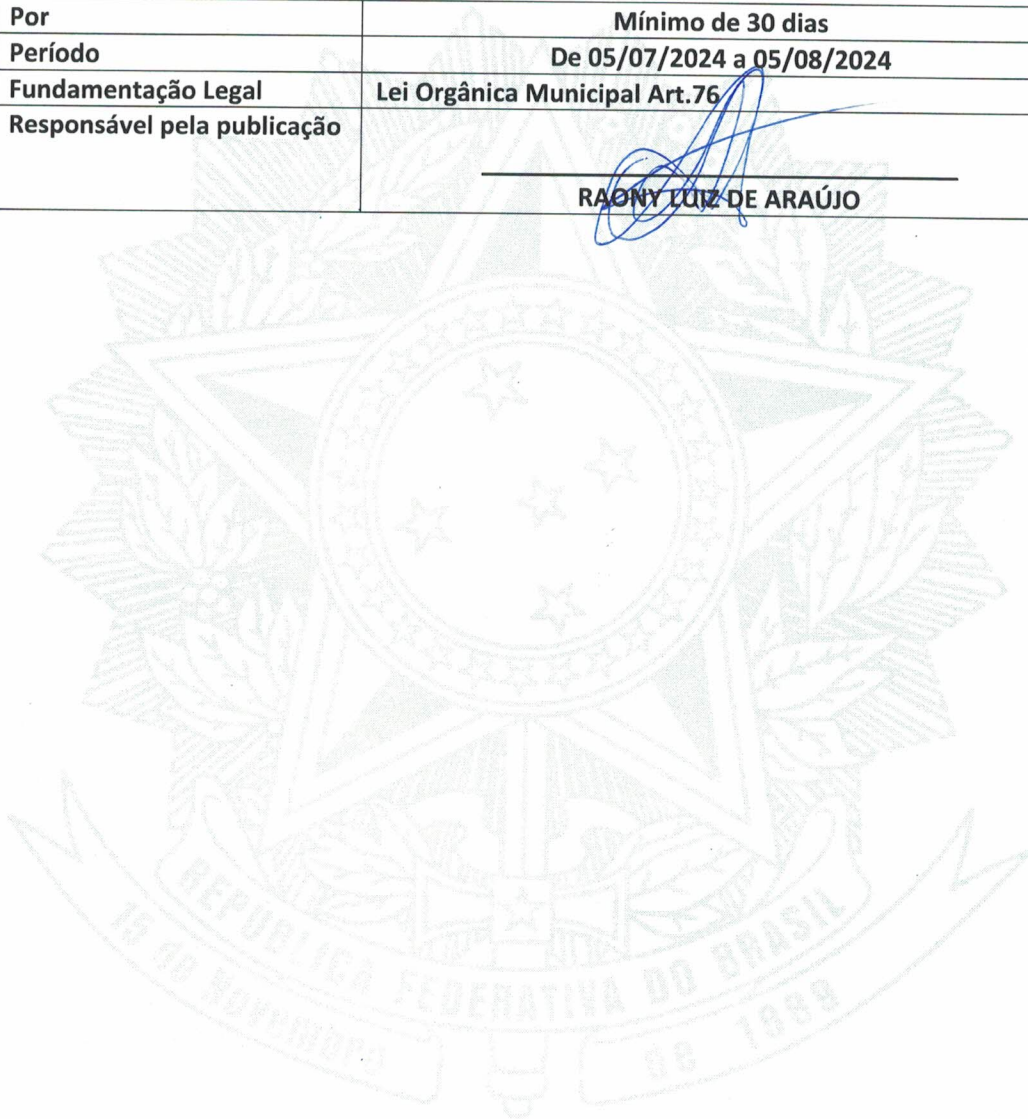 Por Mínimo de 30 dias
Período De 05/07/2024 a 05/08/2024
Fundamentação Legal Lei Orgânica Municipal Art.76
Responsável pela publicação
RAONY LUIZ DE ARAÚJO
REPUBLICA FEDERATIVA DO BRASIL
15 de Novembro de 1889